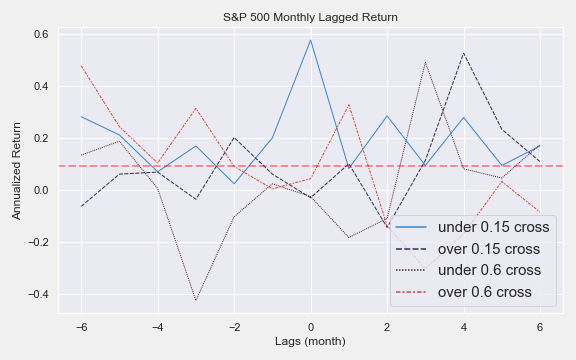 S&P 500 Monthly Lagged Return
Annualized Return
0.6
0.4
0.2
0.0
−0.2
−0.4
under 0.15 cross
over 0.15 cross
under 0.6 cross
over 0.6 cross
−6
−4
−2
0
2
4
6
Lags (month)